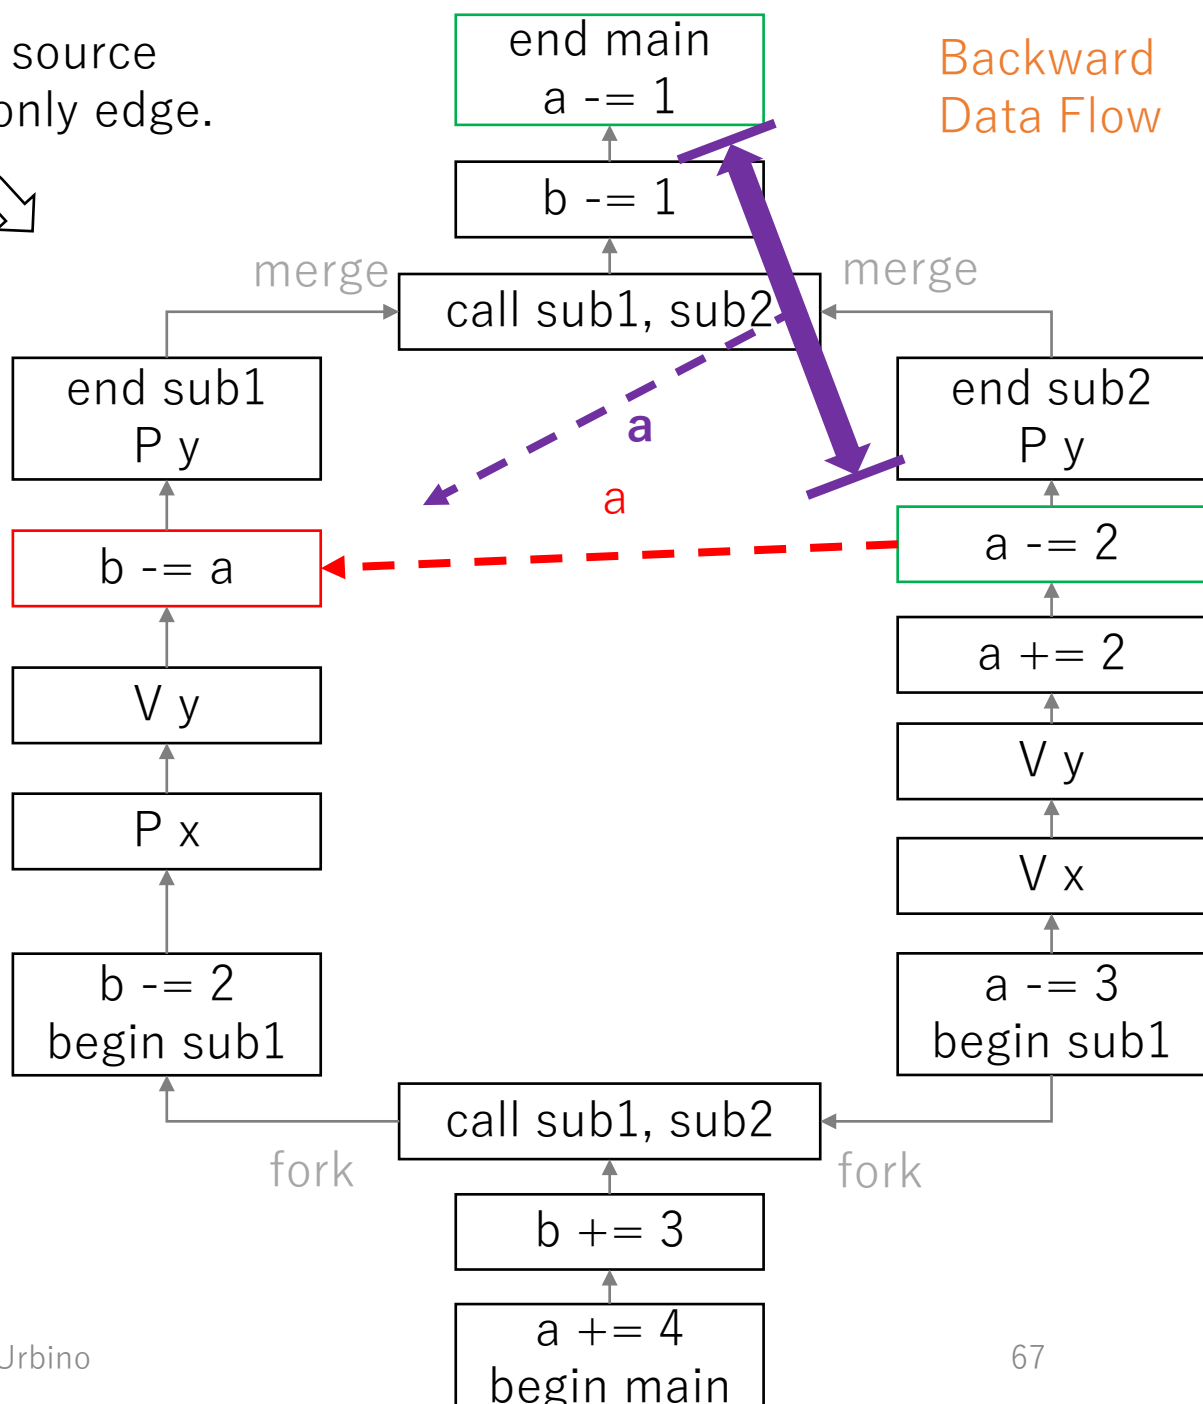 source
only edge.
Backward
Data Flow
end main
a -= 1
b -= 1
merge
call sub1, sub2
merge
end sub1
P y
end sub2
P y
a
a
b -= a
a -= 2
a += 2
V y
V y
P x
V x
b -= 2
begin sub1
a -= 3
begin sub1
call sub1, sub2
fork
fork
b += 3
a += 4
begin main
Urbino
67